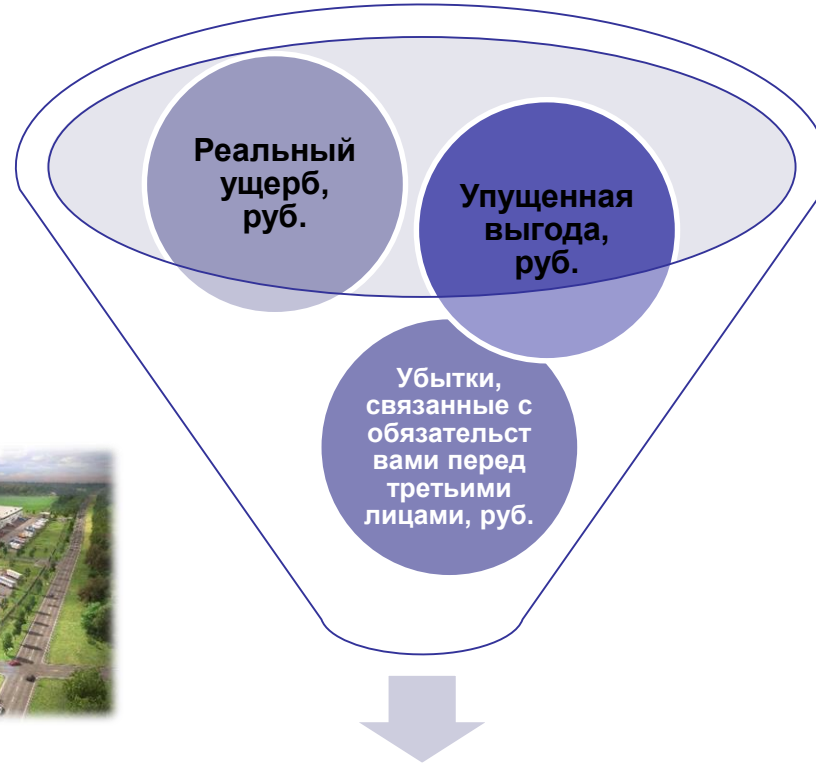 Реальный
ущерб,
руб.
Упущенная
выгода,
руб.
Убытки,
связанные с
обязательст
вами перед
третьими
лицами, руб.